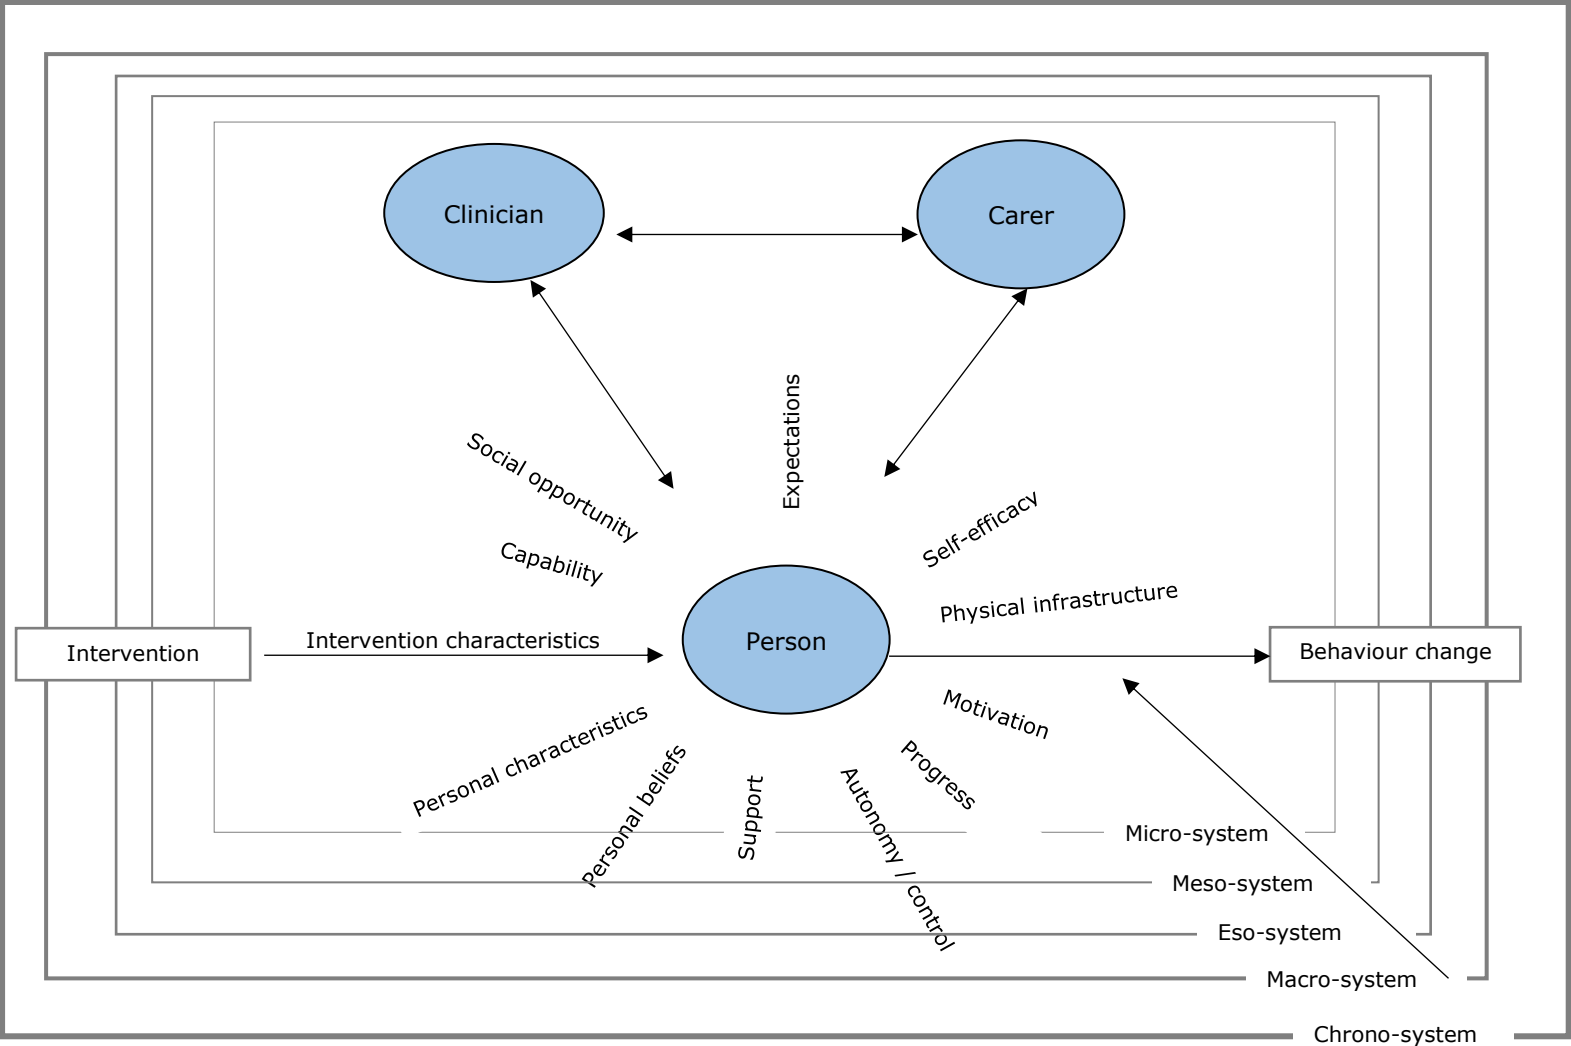 Clinician
Carer
Expectations
Social opportunity
Self-efficacy
Capability
Physical infrastructure
Intervention
Intervention characteristics
Person
Behaviour change
Personal characteristics
Motivation
Personal beliefs
Progress
Support
Autonomy / control
Micro-system
Meso-system
Eso-system
Macro-system
Chrono-system